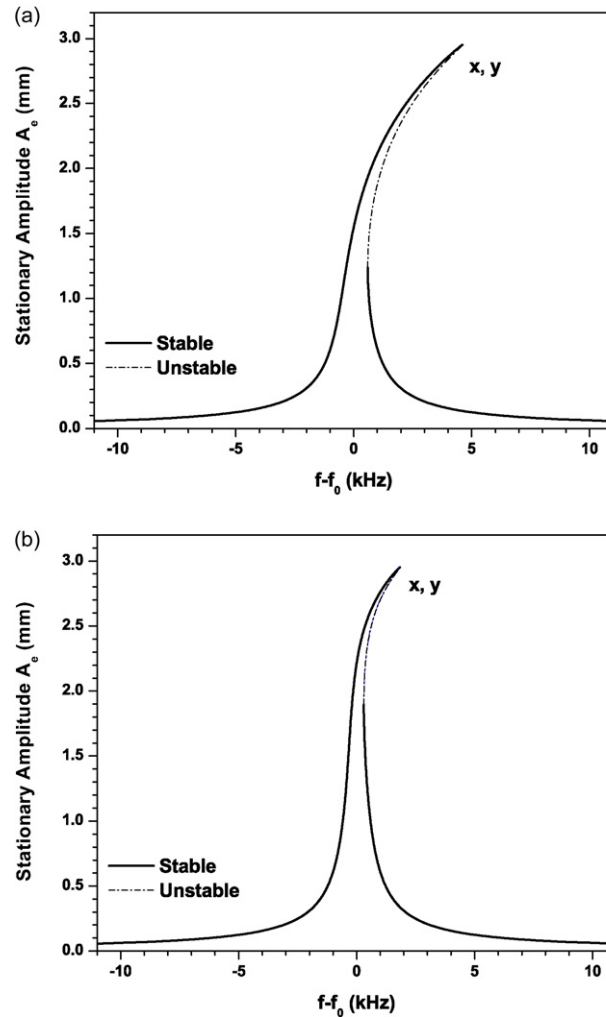 (a)
3.0
2.5
2.0
1.5
1.0
0.5
0.0
Stationary Amplitude Ae (mm)
x, y
Stable
Unstable
-10 -5 0 5 10
f-f0 (kHz)
(b)
3.0
2.5
2.0
1.5
1.0
0.5
0.0
Stationary Amplitude Ae (mm)
x, y
Stable
Unstable
-10 -5 0 5 10
f-f0 (kHz)